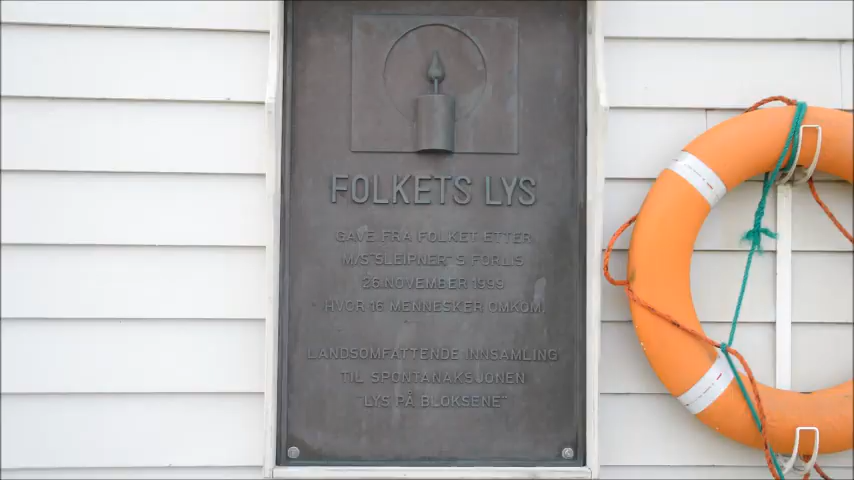 FOLKETS LYS
GAVE FRA FOLKET ETTER
M/S "SLEIPNER" S FORLIS
26.NOVEMBER 1999
HVOR 16 MENNESKER OMKOM.
LANDSOMFATTENDE INNSAMLING
TIL SPONTANAKSJONEN
"LYS PÅ BLOKSENE"